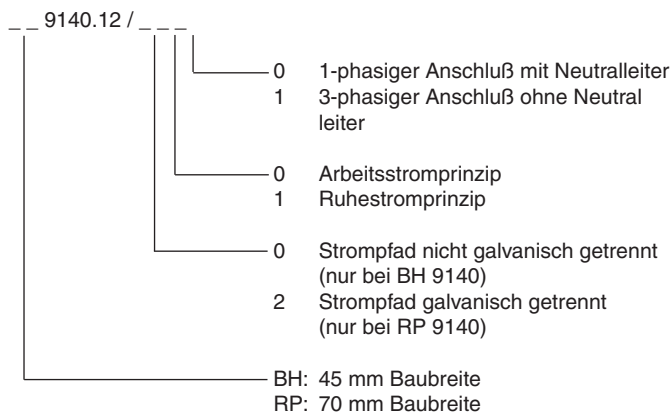 _ _ 9140.12 / _ _ _
0 1-phasiger Anschluß mit Neutralleiter
1 3-phasiger Anschluß ohne Neutral
leiter
0 Arbeitsstromprinzip
1 Ruhestromprinzip
0 Strompfad nicht galvanisch getrennt
(nur bei BH 9140)
2 Strompfad galvanisch getrennt
(nur bei RP 9140)
BH: 45 mm Baubreite
RP: 70 mm Baubreite